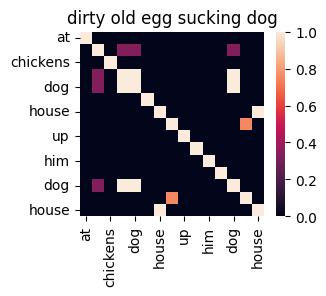 dirty old egg sucking dog
at
chickens
dog
house
up
him
dog
house
1.0
0.8
0.6
0.4
0.2
0.0
at
chickens
dog
house
up
him
dog
house